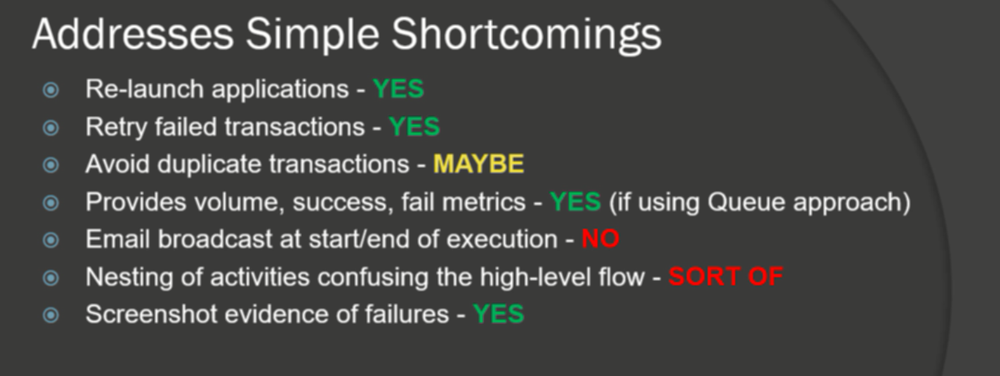 Addresses Simple Shortcomings
Re-launch applications - YES
Retry failed transactions - YES
Avoid duplicate transactions - MAYBE
Provides volume, success, fail metrics - YES (if using Queue approach)
Email broadcast at start/end of execution - NO
Nesting of activities confusing the high-level flow - SORT OF
Screenshot evidence of failures - YES